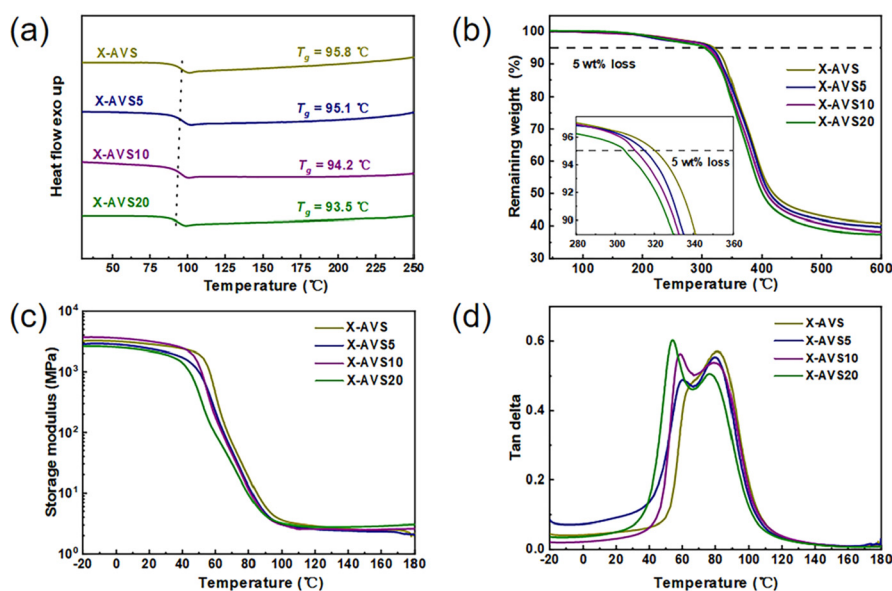 (a)
X-AVS
Tg = 95.8 ℃
X-AVS5
Tg = 95.1 ℃
X-AVS10
Tg = 94.2 ℃
X-AVS20
Tg = 93.5 ℃
Heat flow exo up
50 75 100 125 150 175 200 225 250
Temperature (℃)
(b)
100
90
80
70
60
50
40
30
Remaining weight (%)
5 wt% loss
X-AVS
X-AVS5
X-AVS10
X-AVS20
96
94
92
90
5 wt% loss
280 300 320 340 360
100 200 300 400 500 600
Temperature (℃)
(c)
10⁴
10³
10²
10¹
10⁰
Storage modulus (MPa)
X-AVS
X-AVS5
X-AVS10
X-AVS20
-20 0 20 40 60 80 100 120 140 160 180
Temperature (℃)
(d)
0.6
0.4
0.2
0.0
Tan delta
X-AVS
X-AVS5
X-AVS10
X-AVS20
-20 0 20 40 60 80 100 120 140 160 180
Temperature (℃)